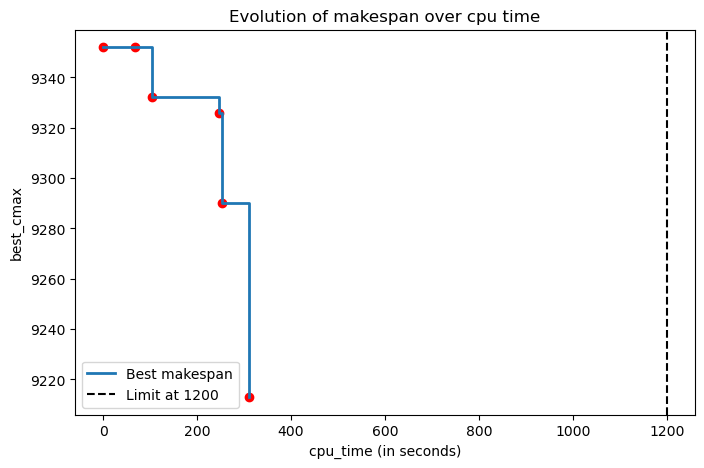 Evolution of makespan over cpu time
best_cmax
9340
9320
9300
9280
9260
9240
9220
Best makespan
Limit at 1200
0
200
400
600
800
1000
1200
cpu_time (in seconds)